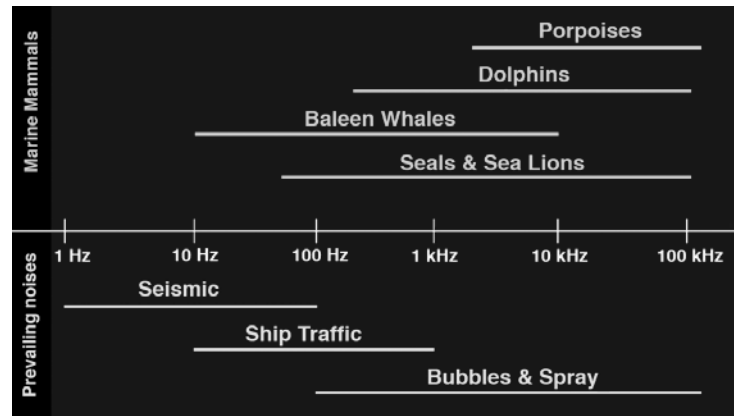 Marine Mammals
Porpoises
Dolphins
Baleen Whales
Seals & Sea Lions
1 Hz 10 Hz 100 Hz 1 kHz 10 kHz 100 kHz
Prevailing noises
Seismic
Ship Traffic
Bubbles & Spray